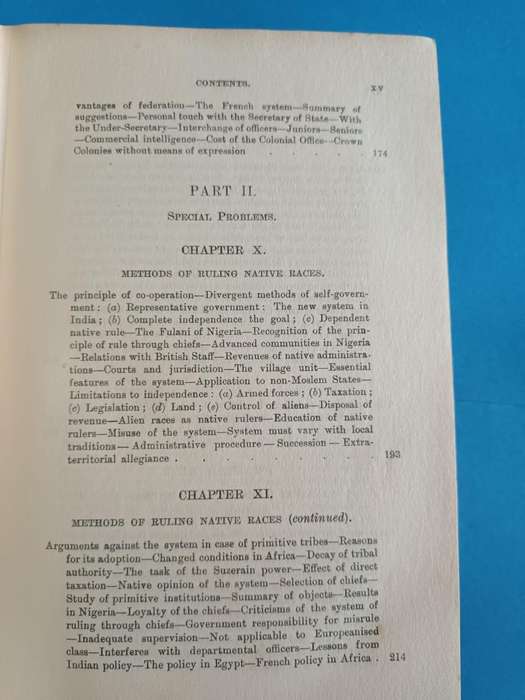 CONTENTS. xv
vantages of federation—The French system—Summary of
suggestions—Personal touch with the Secretary of State—With
the Under-Secretary—Interchange of officers—Juniors—Seniors
—Commercial intelligence—Cost of the Colonial Office—Crown
Colonies without means of expression . . . . . 174
PART II.
SPECIAL PROBLEMS.
CHAPTER X.
METHODS OF RULING NATIVE RACES.
The principle of co-operation—Divergent methods of self-govern-
ment: (a) Representative government: The new system in
India; (b) Complete independence the goal; (c) Dependent
native rule—The Fulani of Nigeria—Recognition of the prin-
ciple of rule through chiefs—Advanced communities in Nigeria
—Relations with British Staff—Revenues of native administra-
tions—Courts and jurisdiction—The village unit—Essential
features of the system—Application to non-Moslem States—
Limitations to independence: (a) Armed forces; (b) Taxation;
(c) Legislation; (d) Land; (e) Control of aliens—Disposal of
revenue—Alien races as native rulers—Education of native
rulers—Misuse of the system—System must vary with local
traditions—Administrative procedure—Succession—Extra-
territorial allegiance . . . . . . . . 193
CHAPTER XI.
METHODS OF RULING NATIVE RACES (continued).
Arguments against the system in case of primitive tribes—Reasons
for its adoption—Changed conditions in Africa—Decay of tribal
authority—The task of the Suzerain power—Effect of direct
taxation—Native opinion of the system—Selection of chiefs—
Study of primitive institutions—Summary of objects—Results
in Nigeria—Loyalty of the chiefs—Criticisms of the system of
ruling through chiefs—Government responsibility for misrule
—Inadequate supervision—Not applicable to Europeanised
class—Interferes with departmental officers—Lessons from
Indian policy—The policy in Egypt—French policy in Africa . 214